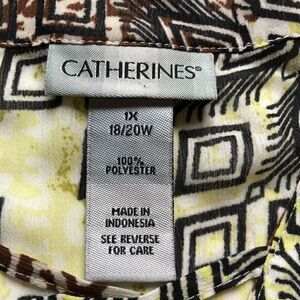 CATHERINES®
1X
18/20W
100%
POLYESTER
MADE IN
INDONESIA
SEE REVERSE
FOR CARE